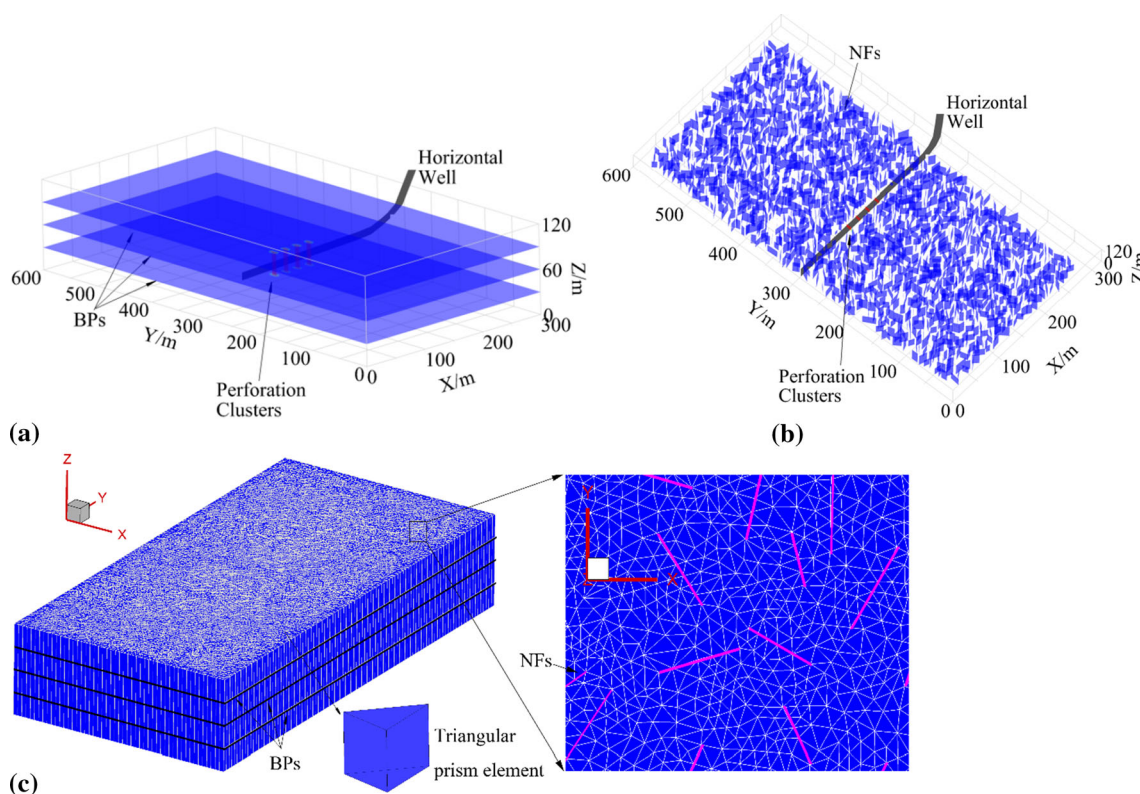 Horizontal
Well
120
60
0
Z/m
600
500
400
300
200
100
0
Y/m
0
100
200
300
X/m
BPs
Perforation
Clusters
(a)
NFs
Horizontal
Well
600
500
400
300
200
100
0
Y/m
0
100
200
300
X/m
120
0
Z/m
Perforation
Clusters
(b)
Z
Y
X
BPs
Triangular
prism element
(c)
Y
X
NFs